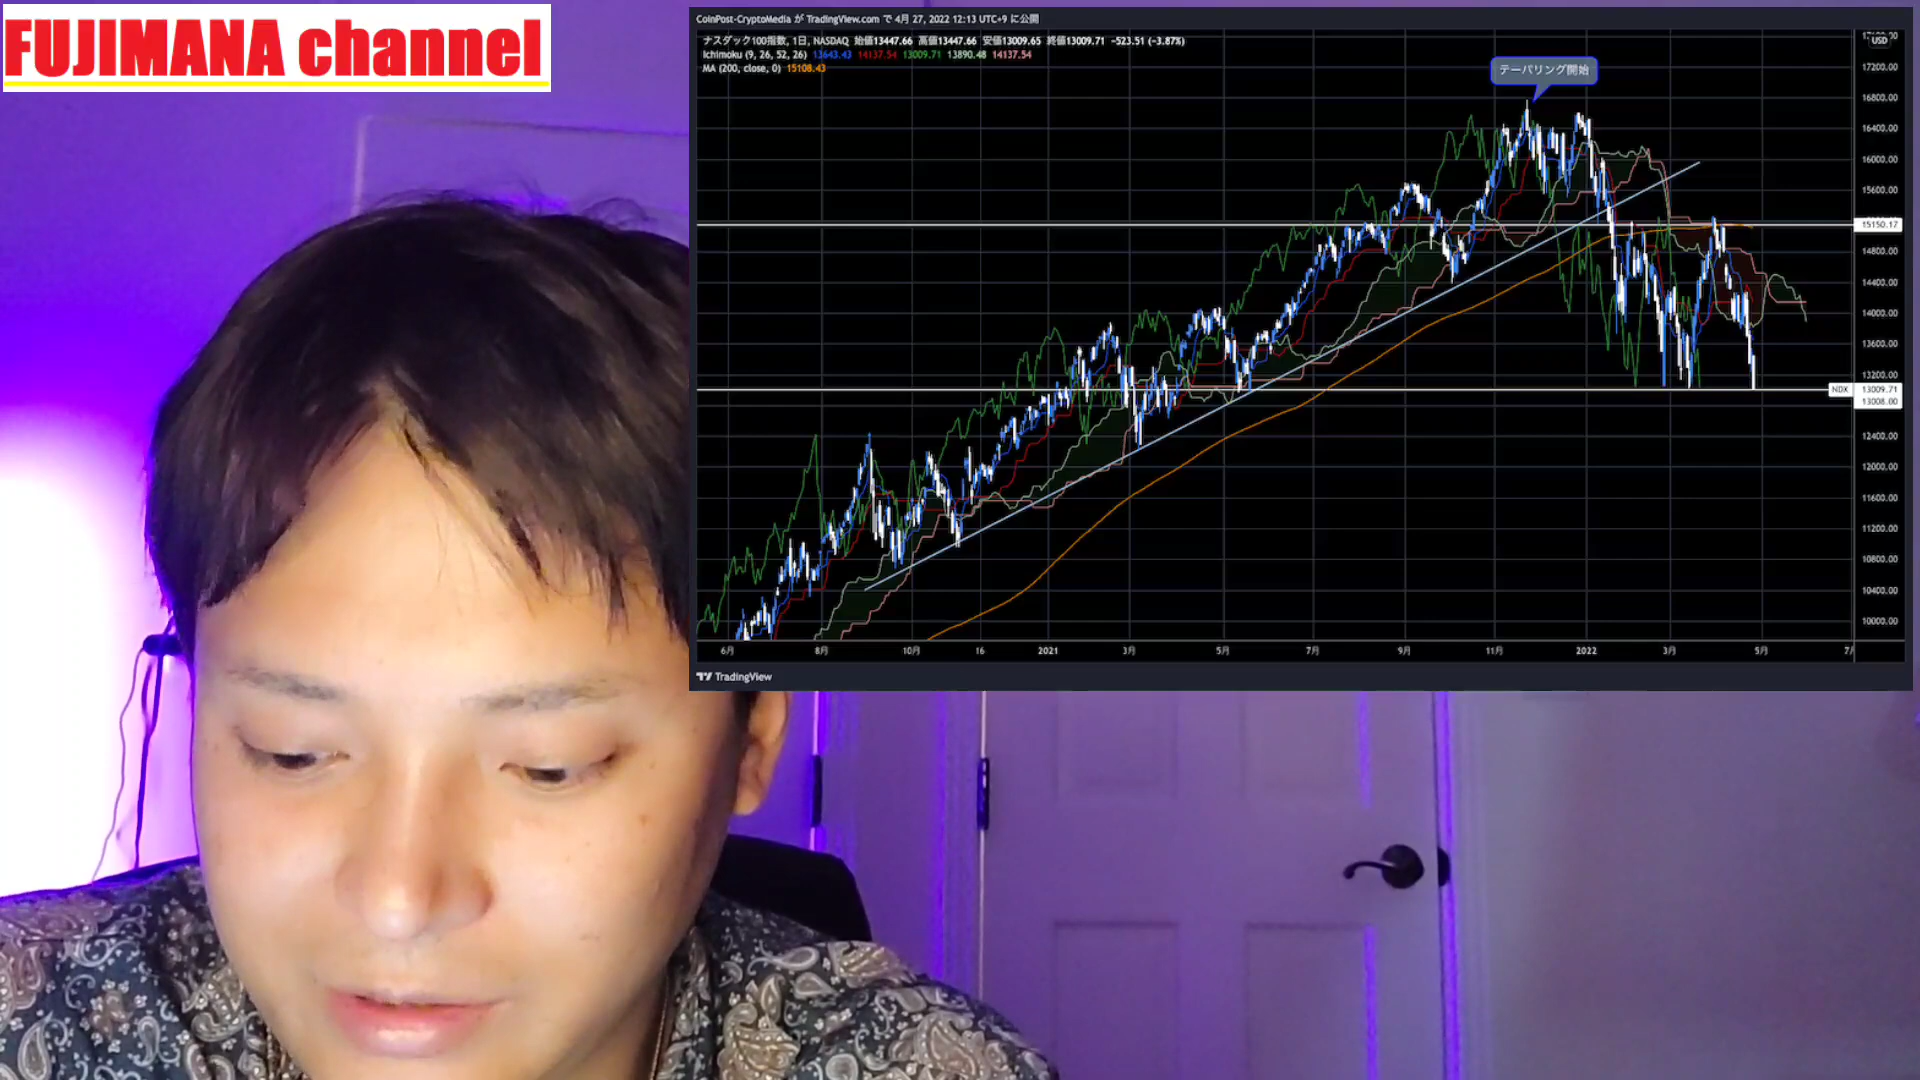 FUJIMANA channel
CoinPost-CryptoMedia が TradingView.com で 4月 27, 2022 12:13 UTC+9 に公開
ナスダック100指数, 1日, NASDAQ 始値13447.66 高値13447.66 安値13009.65 終値13009.71 −523.51 (−3.87%)
Ichimoku (9, 26, 52, 26) 13643.43 14137.54 13009.71 13890.48 14137.54
MA (200, close, 0) 15108.43
テーパリング開始
USD
17200.00
16800.00
16400.00
16000.00
15600.00
15150.17
14800.00
14400.00
14000.00
13600.00
13200.00
NDX 13009.71
13008.00
12400.00
12000.00
11600.00
11200.00
10800.00
10400.00
10000.00
6月 8月 10月 16 2021 3月 5月 7月 9月 11月 2022 3月 5月
TradingView